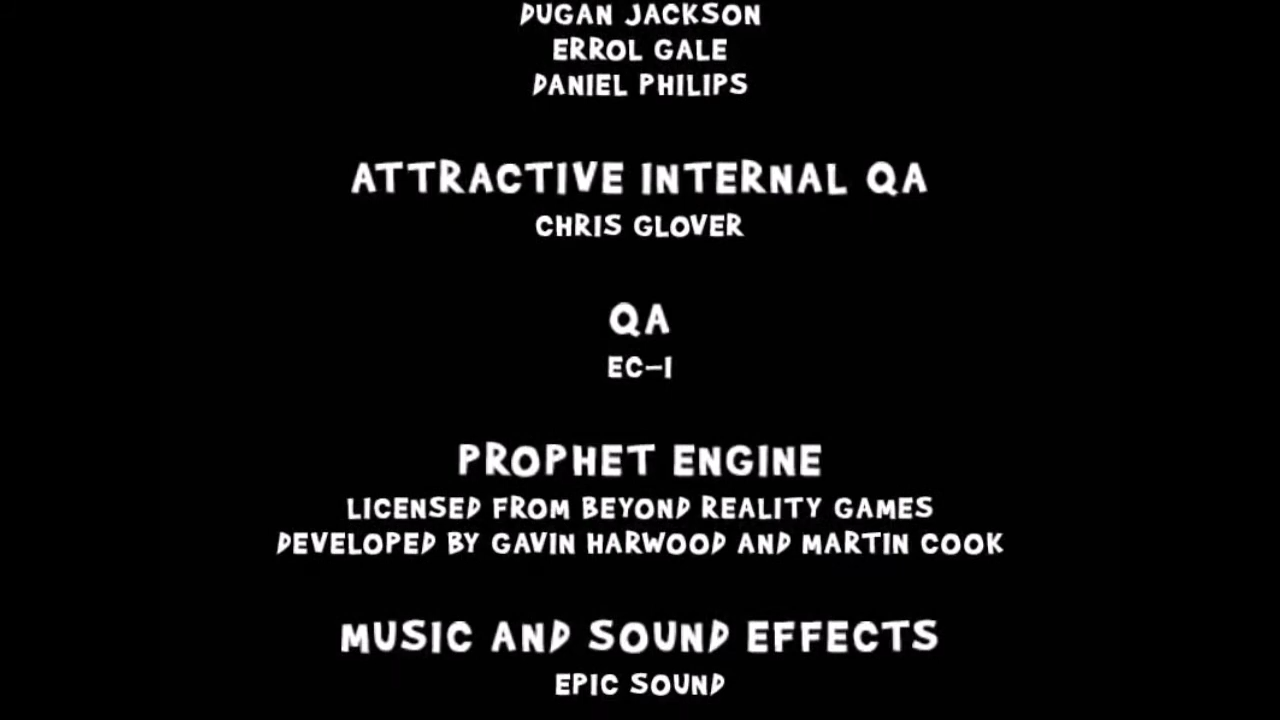 DUGAN JACKSON
ERROL GALE
DANIEL PHILIPS
ATTRACTIVE INTERNAL QA
CHRIS GLOVER
QA
EC-I
PROPHET ENGINE
LICENSED FROM BEYOND REALITY GAMES
DEVELOPED BY GAVIN HARWOOD AND MARTIN COOK
MUSIC AND SOUND EFFECTS
EPIC SOUND